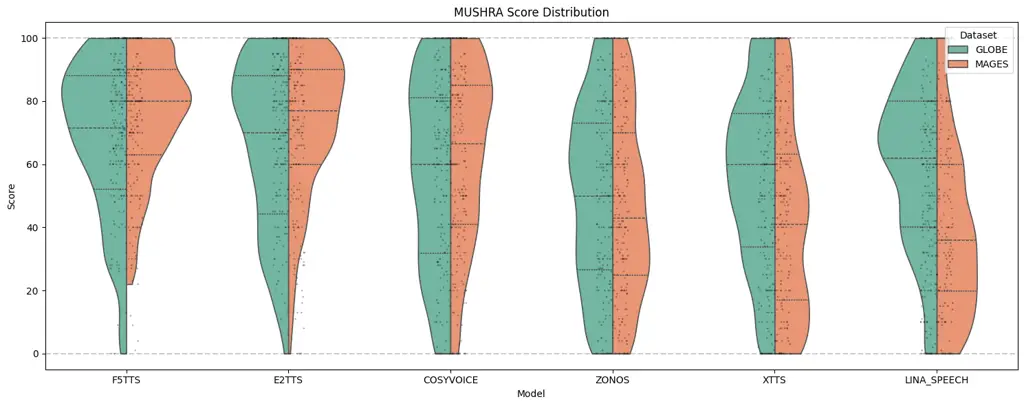 MUSHRA Score Distribution
Dataset
GLOBE
MAGES
100
80
60
40
20
0
Score
F5TTS
E2TTS
COSYVOICE
ZONOS
XTTS
LINA_SPEECH
Model